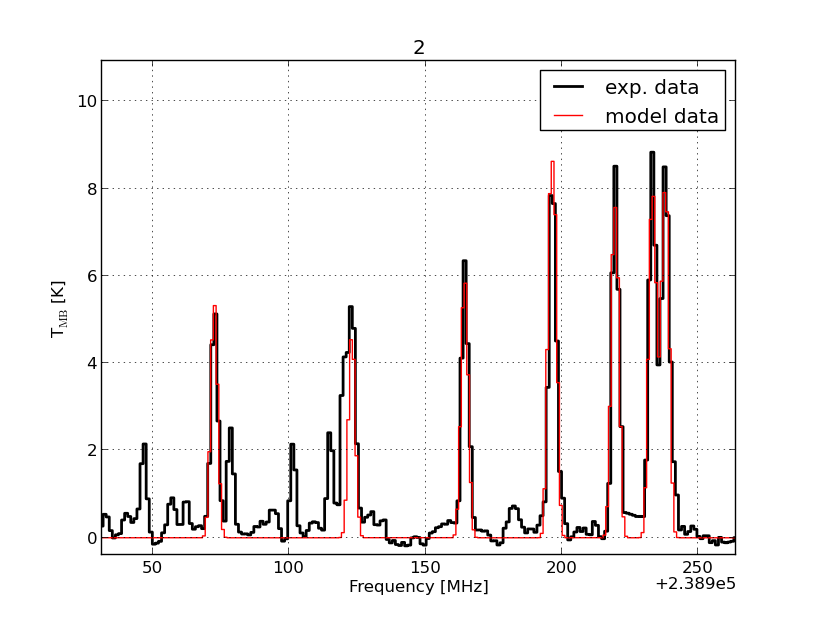 2
exp. data
model data
10
8
6
4
2
0
T_MB [K]
50
100
150
200
250
Frequency [MHz]
+2.389e5